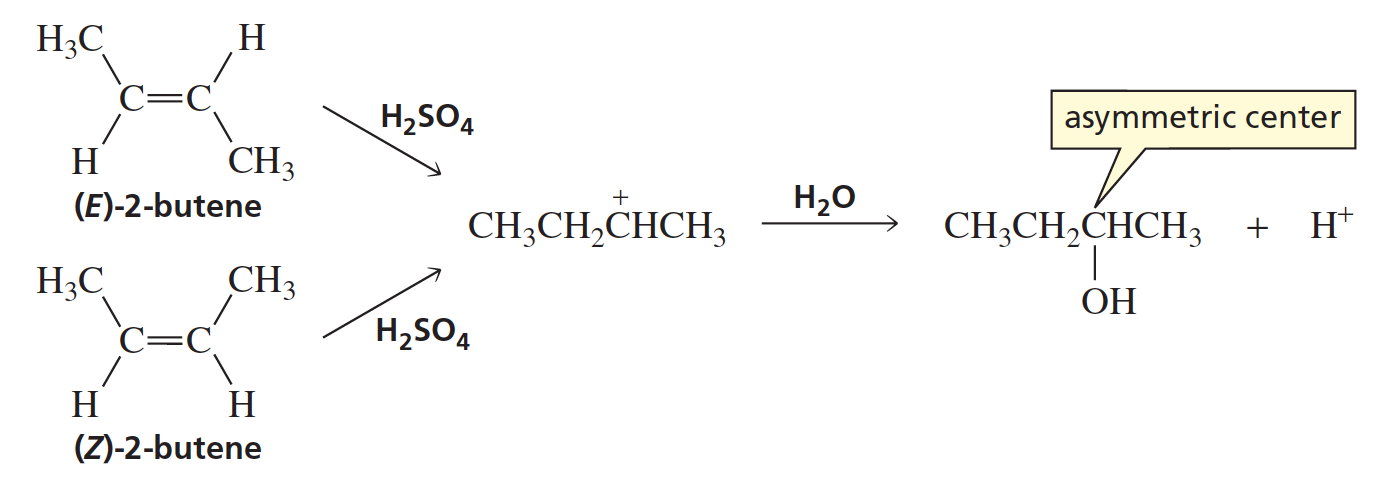 H₃C H
C=C
H CH₃
(E)-2-butene
H₂SO₄
H₃C CH₃
C=C
H H
(Z)-2-butene
H₂SO₄
+
CH₃CH₂CHCH₃
H₂O
asymmetric center
CH₃CH₂CHCH₃ + H⁺
OH